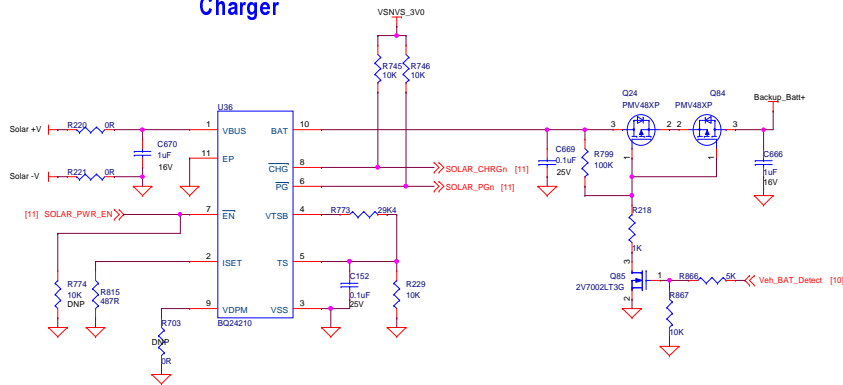 Charger
VSNVS_3V0
R745
10K
R746
10K
Q24
PMV48XP
Q84
PMV48XP
Backup_Batt+
U36
Solar +V
R220
0R
1
VBUS
BAT
10
3
2
2
3
C670
1uF
16V
11
EP
C669
0.1uF
25V
R799
100K
1
1
C666
1uF
16V
CHG
8
SOLAR_CHRGn
[11]
Solar -V
R221
0R
PG
6
SOLAR_PGn
[11]
[11]
SOLAR_PWR_EN
7
EN
VTSB
4
R773
29K4
R218
1K
2
ISET
TS
5
3
Q85
2V7002LT3G
1
R866
5K
Veh_BAT_Detect
[10]
2
R774
10K
DNP
R815
487R
C152
0.1uF
25V
R229
10K
R867
10K
9
VDPM
VSS
3
BQ24210
R703
DNP
0R